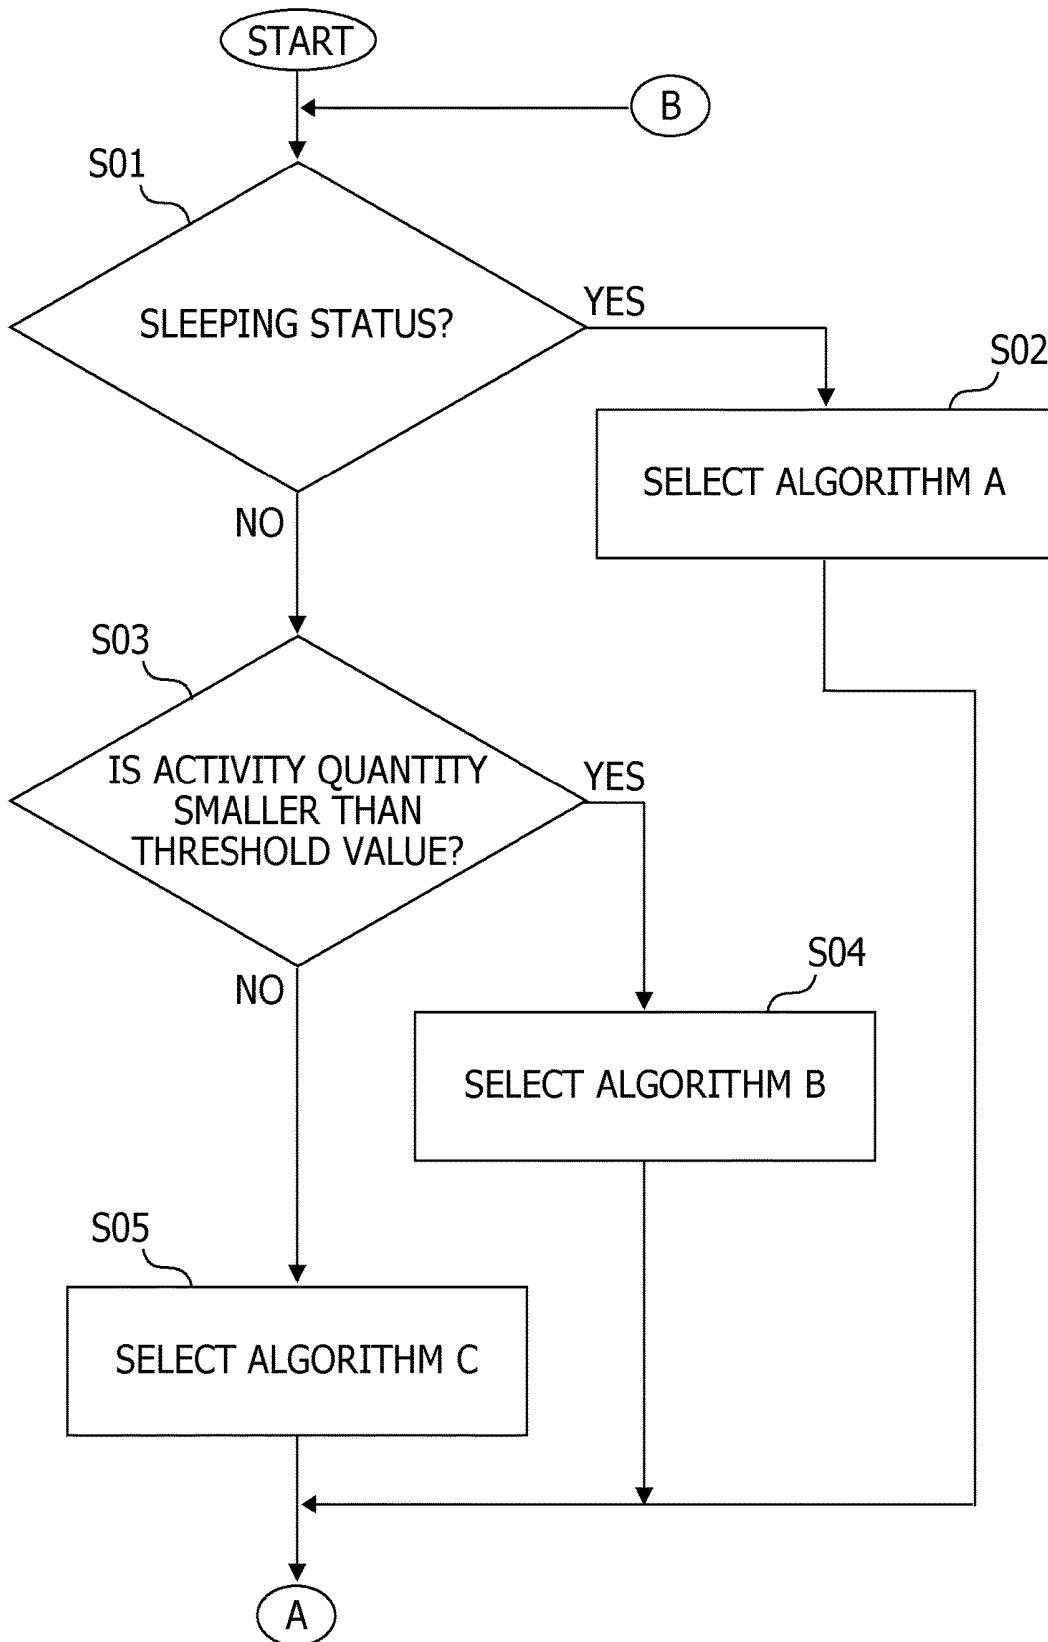 START
B
S01
SLEEPING STATUS?
YES
S02
SELECT ALGORITHM A
NO
S03
IS ACTIVITY QUANTITY
SMALLER THAN
THRESHOLD VALUE?
YES
NO
S04
SELECT ALGORITHM B
S05
SELECT ALGORITHM C
A